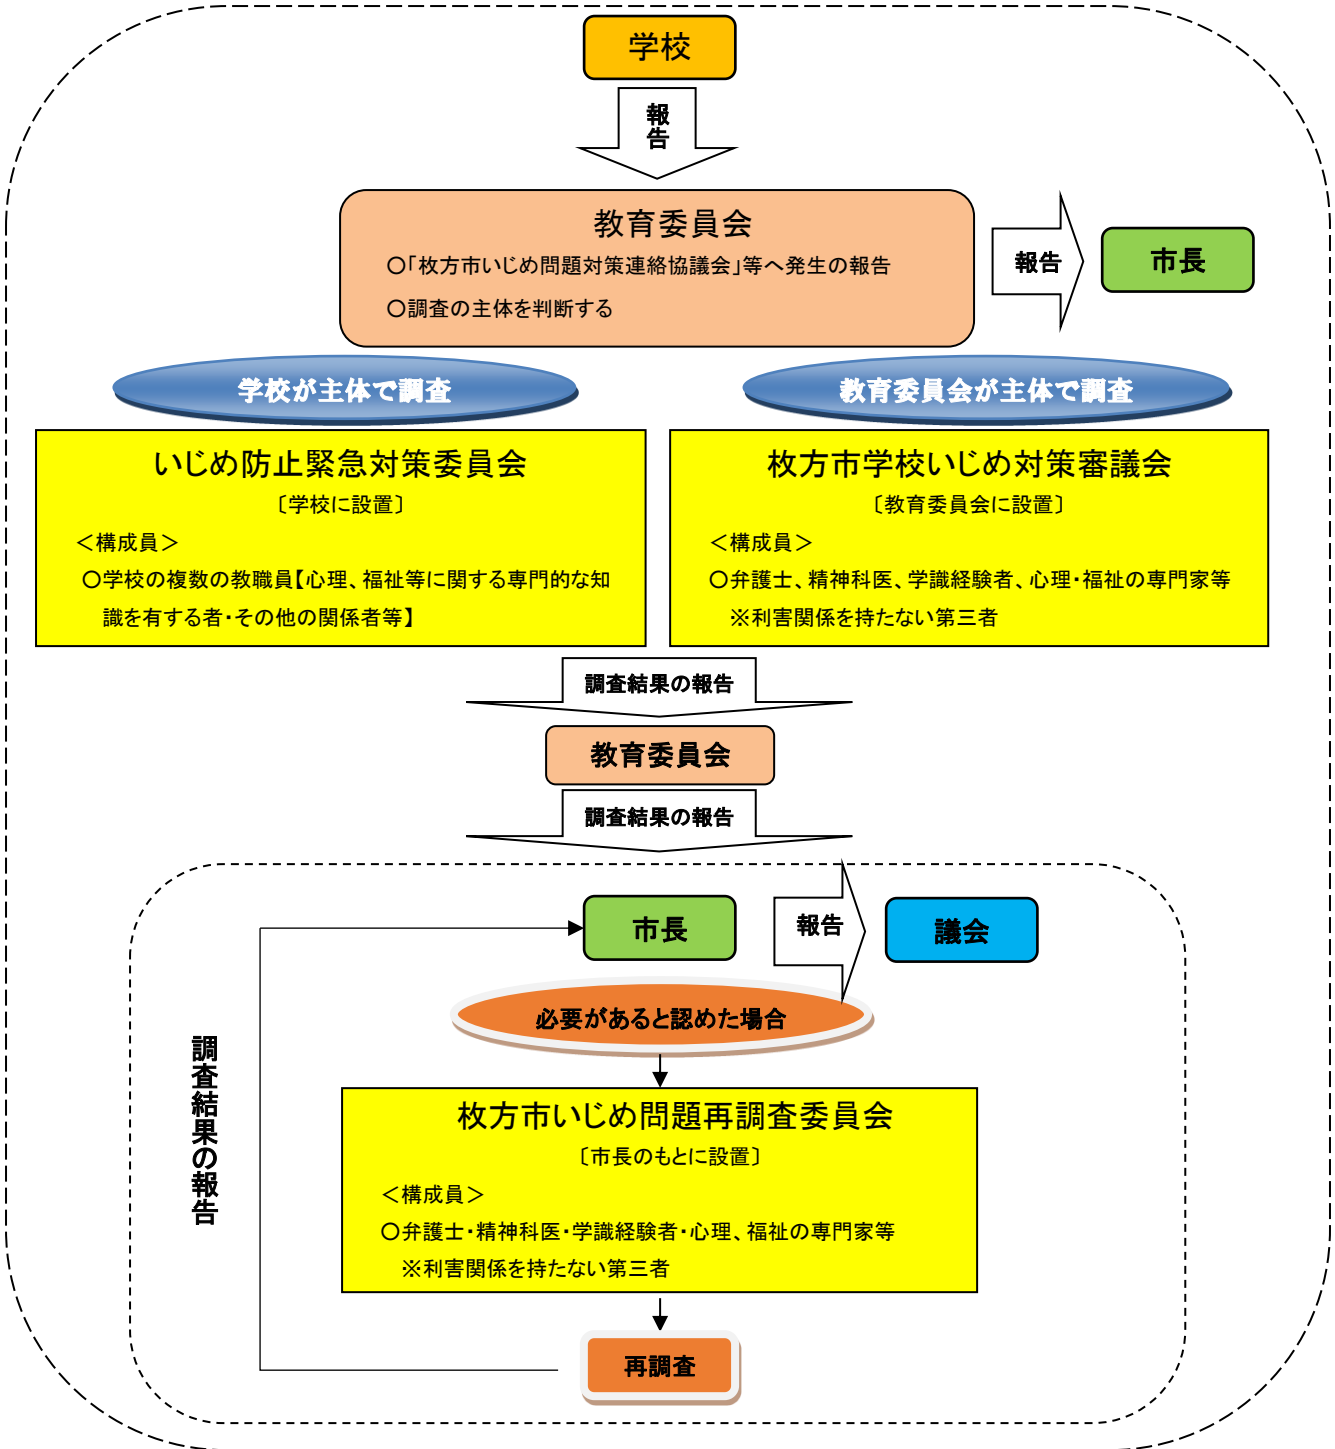 学校
報告
教育委員会
〇「枚方市いじめ問題対策連絡協議会」等へ発生の報告
〇調査の主体を判断する
報告
市長
学校が主体で調査
教育委員会が主体で調査
いじめ防止緊急対策委員会
〔学校に設置〕
＜構成員＞
〇学校の複数の教職員【心理、福祉等に関する専門的な知
識を有する者・その他の関係者等】
枚方市学校いじめ対策審議会
〔教育委員会に設置〕
＜構成員＞
〇弁護士、精神科医、学識経験者、心理・福祉の専門家等
※利害関係を持たない第三者
調査結果の報告
教育委員会
調査結果の報告
市長
報告
議会
必要があると認めた場合
調査結果の報告
枚方市いじめ問題再調査委員会
〔市長のもとに設置〕
＜構成員＞
〇弁護士・精神科医・学識経験者・心理、福祉の専門家等
※利害関係を持たない第三者
再調査